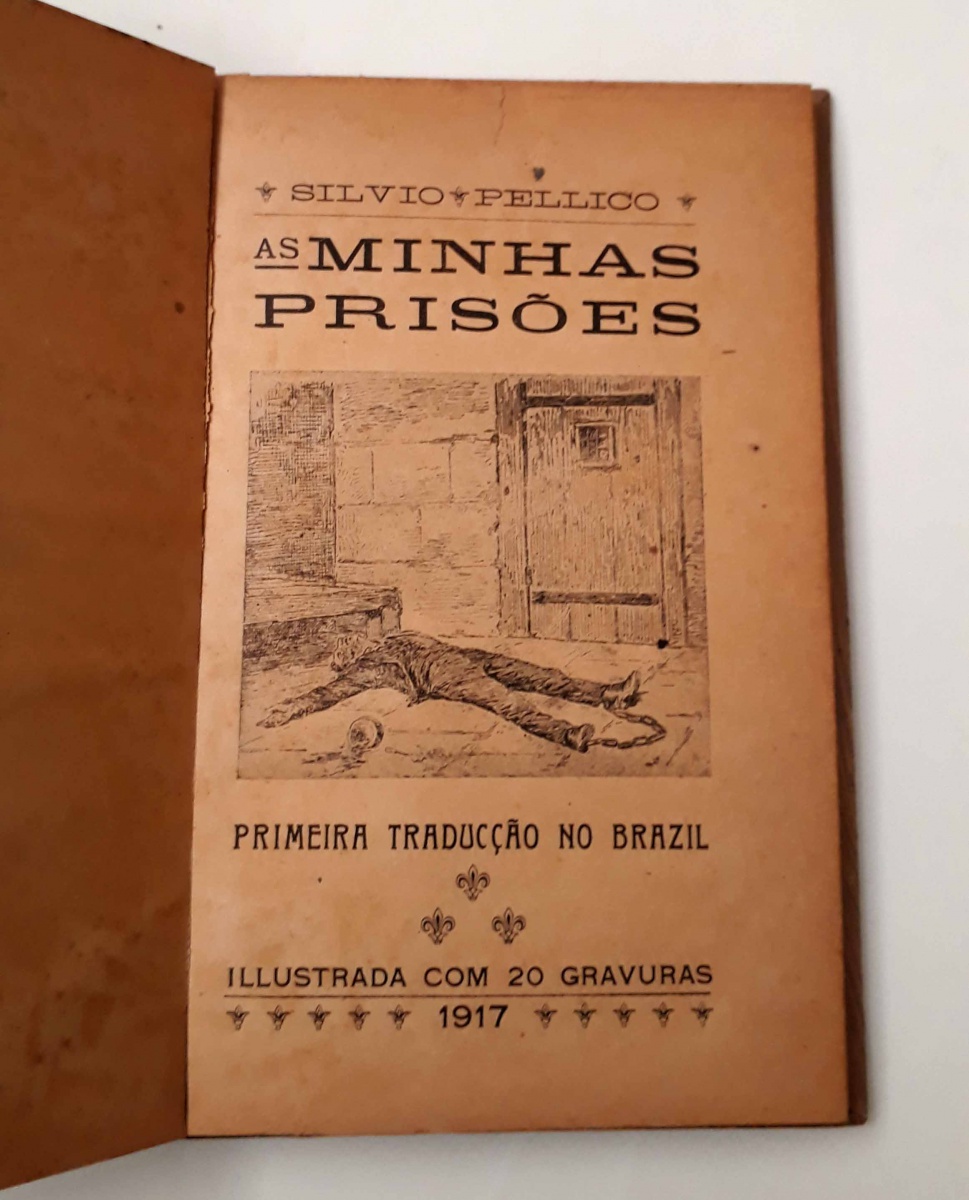 SILVIO PELLICO
AS MINHAS
PRISÕES
PRIMEIRA TRADUCÇÃO NO BRAZIL
ILLUSTRADA COM 20 GRAVURAS
1917